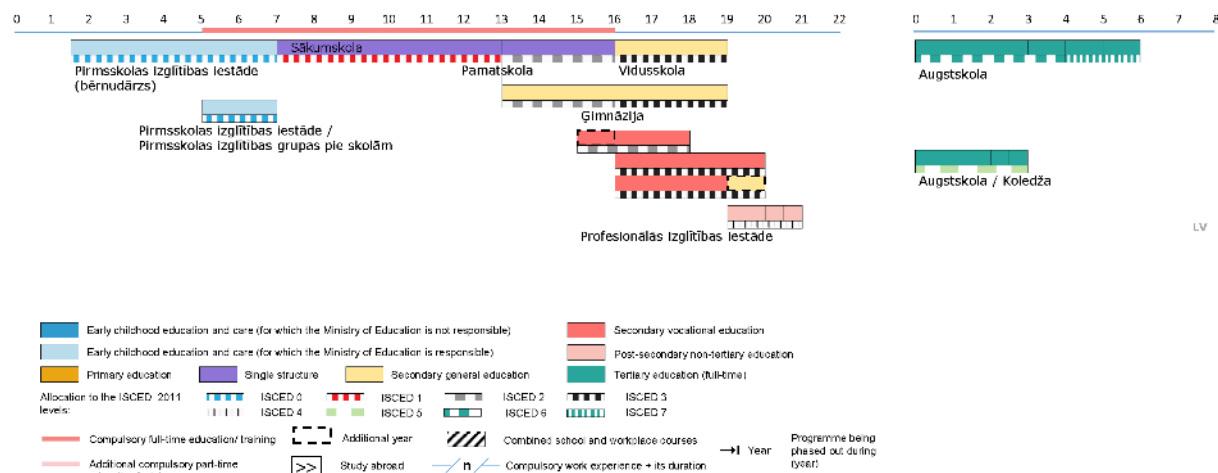 0 1 2 3 4 5 6 7 8 9 10 11 12 13 14 15 16 17 18 19 20 21 22
0 1 2 3 4 5 6 7 8
Sākumskola
Pirmsskolas izglītības iestāde
(bērnudārzs)
Pamatskola
Vidusskola
Augstskola
Ģimnāzija
Pirmsskolas izglītības iestāde /
Pirmsskolas izglītības grupas pie skolām
Augstskola / Koledža
Profesionālās izglītības iestāde
LV
Early childhood education and care (for which the Ministry of Education is not responsible)
Secondary vocational education
Early childhood education and care (for which the Ministry of Education is responsible)
Post-secondary non-tertiary education
Primary education
Single structure
Secondary general education
Tertiary education (full-time)
Allocation to the ISCED 2011
levels:
ISCED 0
ISCED 1
ISCED 2
ISCED 3
ISCED 4
ISCED 5
ISCED 6
ISCED 7
Compulsory full-time education/ training
Additional year
Combined school and workplace courses
Year
Programme being
phased out during
(year)
Additional compulsory part-time
>>
Study abroad
n
Compulsory work experience + its duration